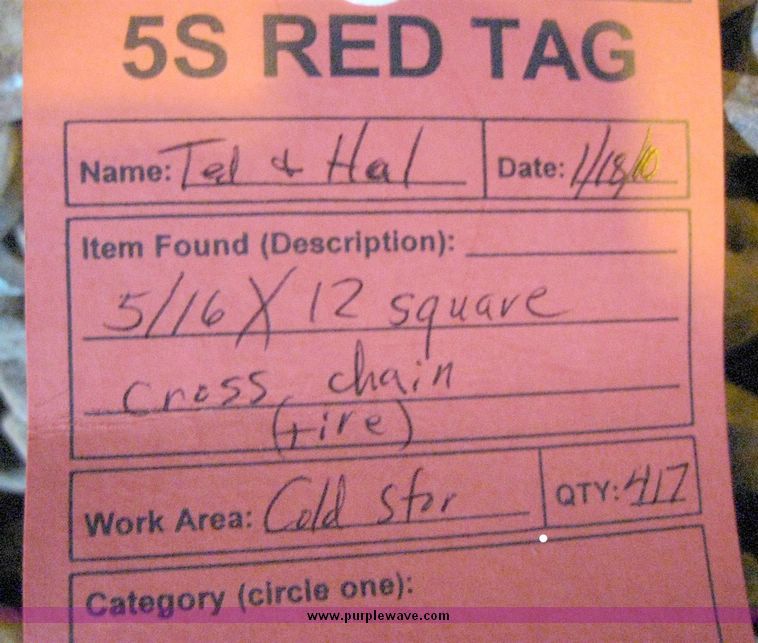 5S RED TAG
Name: Ted & Hal Date: 1/18/10
Item Found (Description):
5/16 X 12 square
cross chain
(tire)
Work Area: Cold Stor QTY: 417
Category (circle one):
www.purplewave.com